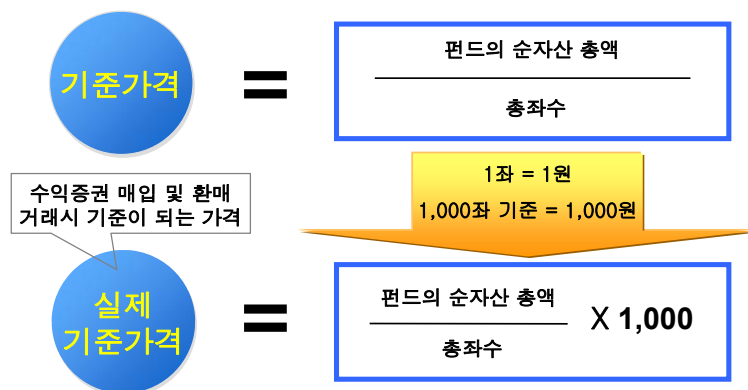 기준가격
=
펀드의 순자산 총액
총좌수
수익증권 매입 및 환매
거래시 기준이 되는 가격
1좌 = 1원
1,000좌 기준 = 1,000원
실제
기준가격
=
펀드의 순자산 총액
총좌수
X 1,000